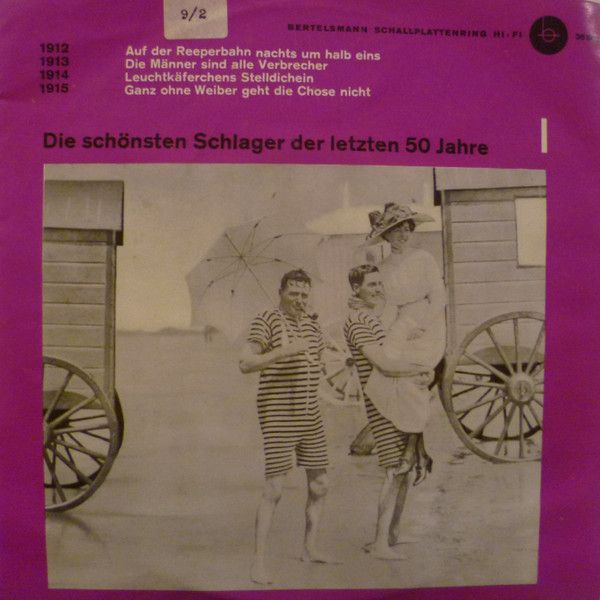 9/2
BERTELSMANN SCHALLPLATTENRING HI-FI
1912 Auf der Reeperbahn nachts um halb eins
1913 Die Männer sind alle Verbrecher
1914 Leuchtkäferchens Stelldichein
1915 Ganz ohne Weiber geht die Chose nicht
Die schönsten Schlager der letzten 50 Jahre
I